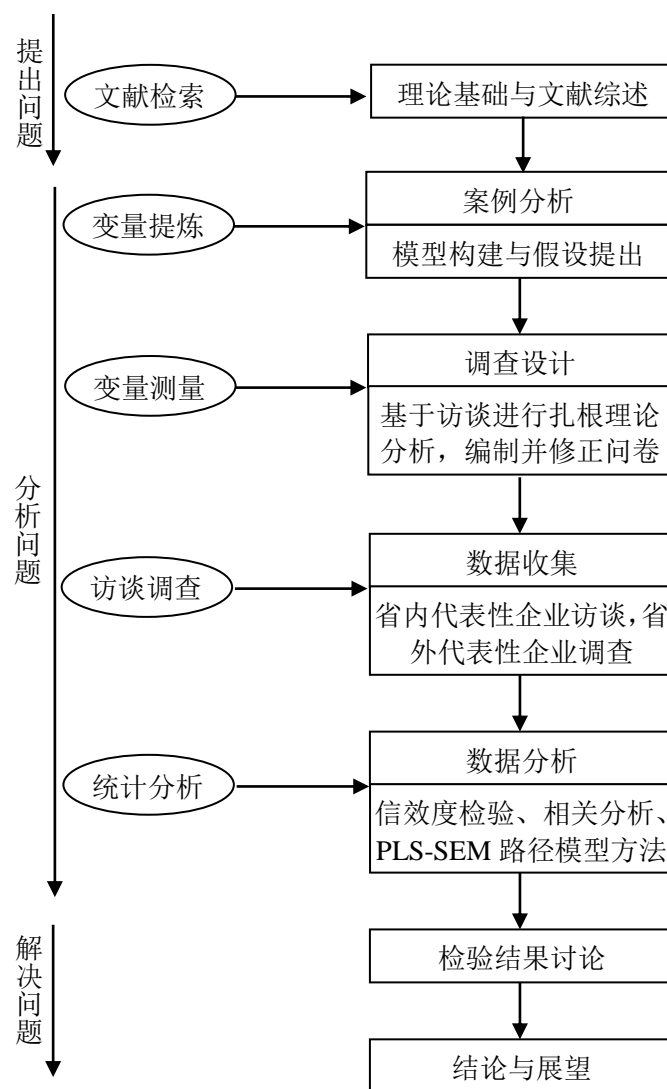 提出问题
文献检索
理论基础与文献综述
分析问题
变量提炼
案例分析
模型构建与假设提出
变量测量
调查设计
基于访谈进行扎根理论
分析，编制并修正问卷
访谈调查
数据收集
省内代表性企业访谈，省
外代表性企业调查
统计分析
数据分析
信效度检验、相关分析、
PLS-SEM 路径模型方法
解决问题
检验结果讨论
结论与展望